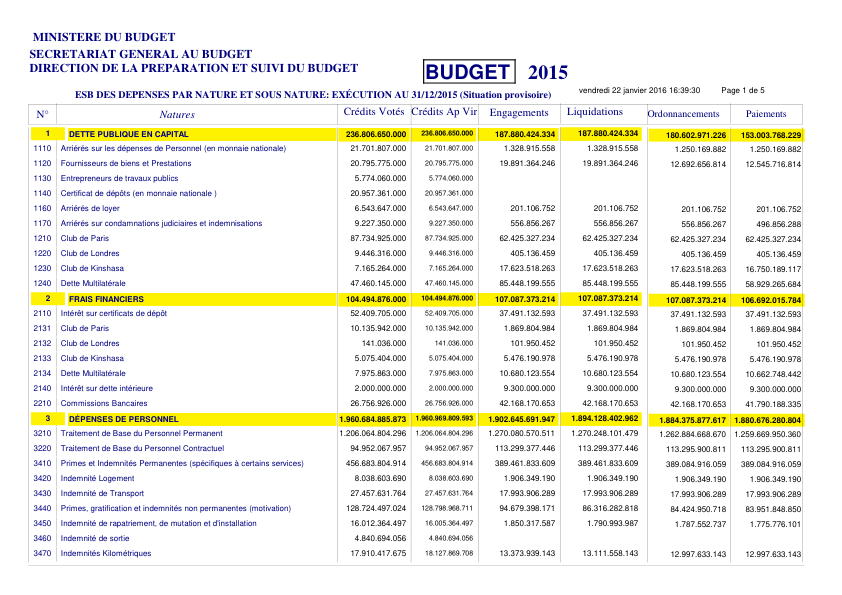 MINISTERE DU BUDGET
SECRETARIAT GENERAL AU BUDGET
DIRECTION DE LA PREPARATION ET SUIVI DU BUDGET
BUDGET 2015
vendredi 22 janvier 2016 16:39:30 Page 1 de 5
ESB DES DEPENSES PAR NATURE ET SOUS NATURE: EXÉCUTION AU 31/12/2015 (Situation provisoire)
N° Natures Crédits Votés Crédits Ap Vir Engagements Liquidations Ordonnancements Paiements
1 DETTE PUBLIQUE EN CAPITAL 236.806.650.000 236.806.650.000 187.880.424.334 187.880.424.334 180.602.971.226 153.003.768.229
1110 Arriérés sur les dépenses de Personnel (en monnaie nationale) 21.701.807.000 21.701.807.000 1.328.915.558 1.328.915.558 1.250.169.882 1.250.169.882
1120 Fournisseurs de biens et Prestations 20.795.775.000 20.795.775.000 19.891.364.246 19.891.364.246 12.692.656.814 12.545.716.814
1130 Entrepreneurs de travaux publics 5.774.060.000 5.774.060.000
1140 Certificat de dépôts (en monnaie nationale ) 20.957.361.000 20.957.361.000
1160 Arriérés de loyer 6.543.647.000 6.543.647.000 201.106.752 201.106.752 201.106.752 201.106.752
1170 Arriérés sur condamnations judiciaires et indemnisations 9.227.350.000 9.227.350.000 556.856.267 556.856.267 556.856.267 496.856.288
1210 Club de Paris 87.734.925.000 87.734.925.000 62.425.327.234 62.425.327.234 62.425.327.234 62.425.327.234
1220 Club de Londres 9.446.316.000 9.446.316.000 405.136.459 405.136.459 405.136.459 405.136.459
1230 Club de Kinshasa 7.165.264.000 7.165.264.000 17.623.518.263 17.623.518.263 17.623.518.263 16.750.189.117
1240 Dette Multilatérale 47.460.145.000 47.460.145.000 85.448.199.555 85.448.199.555 85.448.199.555 58.929.265.684
2 FRAIS FINANCIERS 104.494.876.000 104.494.876.000 107.087.373.214 107.087.373.214 107.087.373.214 106.692.015.784
2110 Intérêt sur certificats de dépôt 52.409.705.000 52.409.705.000 37.491.132.593 37.491.132.593 37.491.132.593 37.491.132.593
2131 Club de Paris 10.135.942.000 10.135.942.000 1.869.804.984 1.869.804.984 1.869.804.984 1.869.804.984
2132 Club de Londres 141.036.000 141.036.000 101.950.452 101.950.452 101.950.452 101.950.452
2133 Club de Kinshasa 5.075.404.000 5.075.404.000 5.476.190.978 5.476.190.978 5.476.190.978 5.476.190.978
2134 Dette Multilatérale 7.975.863.000 7.975.863.000 10.680.123.554 10.680.123.554 10.680.123.554 10.662.748.442
2140 Intérêt sur dette intérieure 2.000.000.000 2.000.000.000 9.300.000.000 9.300.000.000 9.300.000.000 9.300.000.000
2210 Commissions Bancaires 26.756.926.000 26.756.926.000 42.168.170.653 42.168.170.653 42.168.170.653 41.790.188.335
3 DÉPENSES DE PERSONNEL 1.960.684.885.873 1.960.969.809.593 1.902.645.691.947 1.894.128.402.962 1.884.375.877.617 1.880.676.280.804
3210 Traitement de Base du Personnel Permanent 1.206.064.804.296 1.206.064.804.296 1.270.080.570.511 1.270.248.101.479 1.262.884.668.670 1.259.669.950.360
3220 Traitement de Base du Personnel Contractuel 94.952.067.957 94.952.067.957 113.299.377.446 113.299.377.446 113.295.900.811 113.295.900.811
3410 Primes et Indemnités Permanentes (spécifiques à certains services) 456.683.804.914 456.683.804.914 389.461.833.609 389.461.833.609 389.084.916.059 389.084.916.059
3420 Indemnité Logement 8.038.603.690 8.038.603.690 1.906.349.190 1.906.349.190 1.906.349.190 1.906.349.190
3430 Indemnité de Transport 27.457.631.764 27.457.631.764 17.993.906.289 17.993.906.289 17.993.906.289 17.993.906.289
3440 Primes, gratification et indemnités non permanentes (motivation) 128.724.497.024 128.798.968.711 94.679.398.171 86.316.282.818 84.424.950.718 83.951.848.850
3450 Indemnité de rapatriement, de mutation et d'installation 16.012.364.497 16.005.364.497 1.850.317.587 1.790.993.987 1.787.552.737 1.775.776.101
3460 Indemnité de sortie 4.840.694.056 4.840.694.056
3470 Indemnités Kilométriques 17.910.417.675 18.127.869.708 13.373.939.143 13.111.558.143 12.997.633.143 12.997.633.143